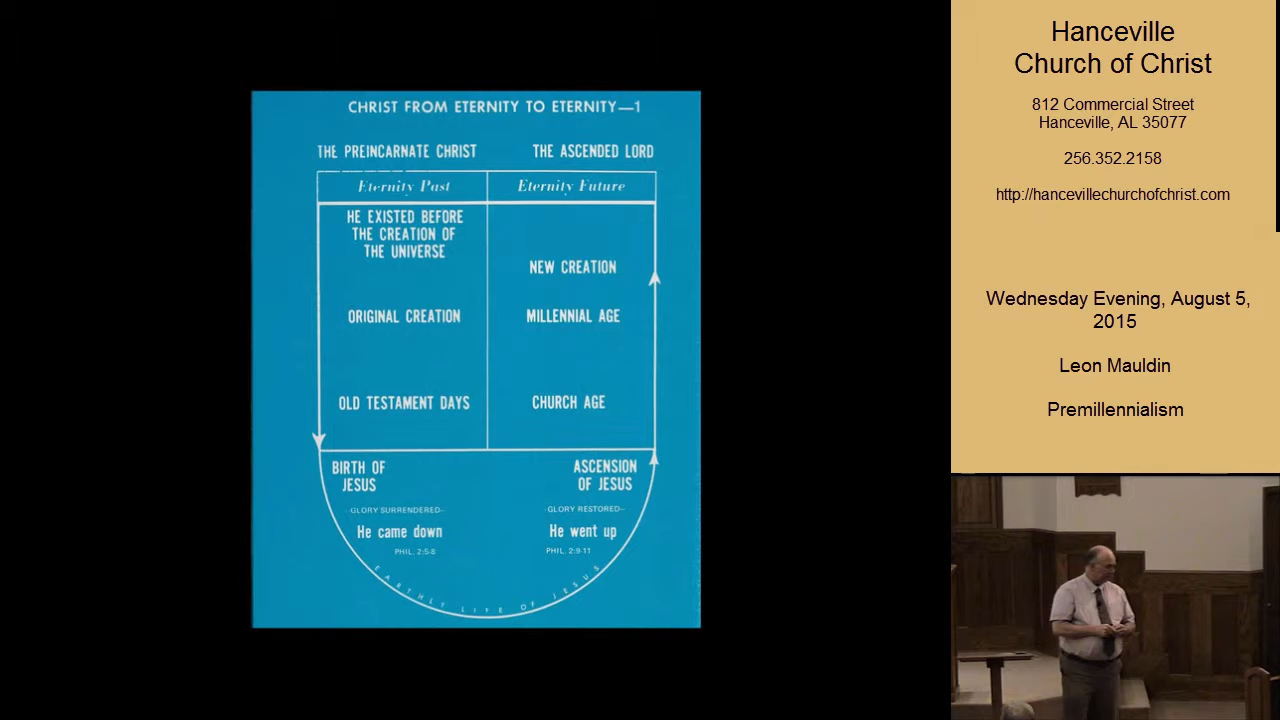 CHRIST FROM ETERNITY TO ETERNITY—1
THE PREINCARNATE CHRIST
THE ASCENDED LORD
Eternity Past
Eternity Future
HE EXISTED BEFORE
THE CREATION OF
THE UNIVERSE
NEW CREATION
ORIGINAL CREATION
MILLENNIAL AGE
OLD TESTAMENT DAYS
CHURCH AGE
BIRTH OF
JESUS
ASCENSION
OF JESUS
-GLORY SURRENDERED-
-GLORY RESTORED-
He came down
He went up
PHIL. 2:5-8
PHIL. 2:9-11
EARTHLY LIFE OF JESUS
Hanceville
Church of Christ
812 Commercial Street
Hanceville, AL 35077
256.352.2158
http://hancevillechurchofchrist.com
Wednesday Evening, August 5,
2015
Leon Mauldin
Premillennialism